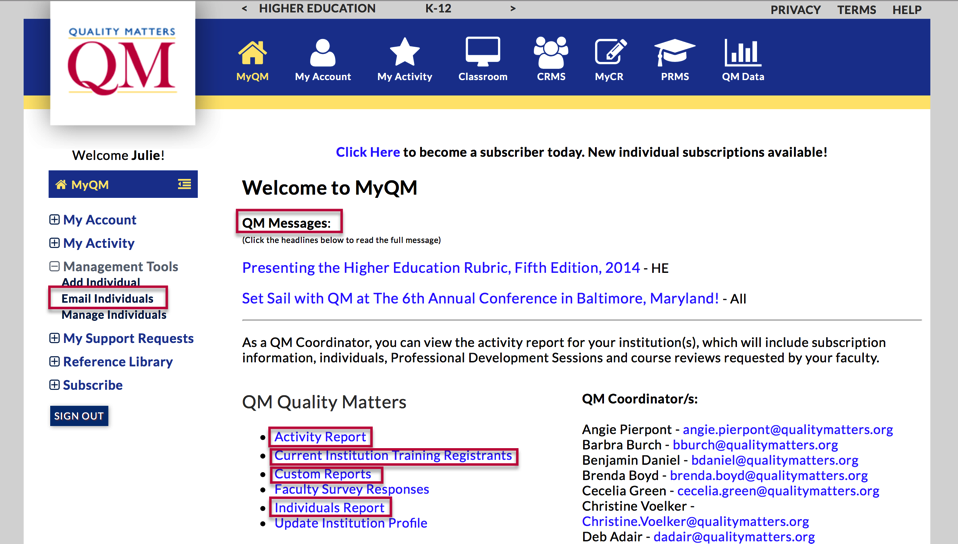 < HIGHER EDUCATION K-12 >
PRIVACY TERMS HELP
QUALITY MATTERS
QM
MyQM My Account My Activity Classroom CRMS MyCR PRMS QM Data
Welcome Julie!
MyQM
My Account
My Activity
Management Tools
Add Individual
Email Individuals
Manage Individuals
My Support Requests
Reference Library
Subscribe
SIGN OUT
Click Here to become a subscriber today. New individual subscriptions available!
Welcome to MyQM
QM Messages:
(Click the headlines below to read the full message)
Presenting the Higher Education Rubric, Fifth Edition, 2014 - HE
Set Sail with QM at The 6th Annual Conference in Baltimore, Maryland! - All
As a QM Coordinator, you can view the activity report for your institution(s), which will include subscription
information, individuals, Professional Development Sessions and course reviews requested by your faculty.
QM Quality Matters
Activity Report
Current Institution Training Registrants
Custom Reports
Faculty Survey Responses
Individuals Report
Update Institution Profile
QM Coordinator/s:
Angie Pierpont - angie.pierpont@qualitymatters.org
Barbra Burch - bburch@qualitymatters.org
Benjamin Daniel - bdaniel@qualitymatters.org
Brenda Boyd - brenda.boyd@qualitymatters.org
Cecelia Green - cecelia.green@qualitymatters.org
Christine Voelker -
Christine.Voelker@qualitymatters.org
Deb Adair - dadair@qualitymatters.org